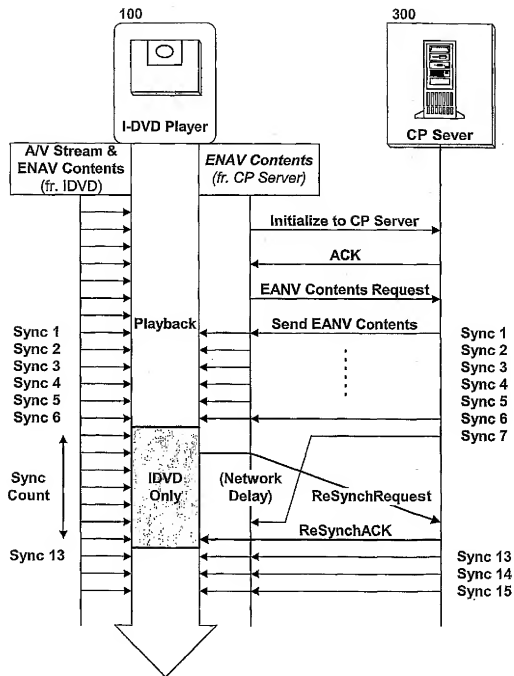 100
300
I-DVD Player
CP Sever
A/V Stream &
ENAV Contents
(fr. IDVD)
ENAV Contents
(fr. CP Server)
Initialize to CP Server
ACK
EANV Contents Request
Playback
Send EANV Contents
Sync 1
Sync 2
Sync 3
Sync 4
Sync 5
Sync 6
Sync 1
Sync 2
Sync 3
Sync 4
Sync 5
Sync 6
Sync 7
Sync
Count
IDVD
Only
(Network
Delay)
ReSynchRequest
ReSynchACK
Sync 13
Sync 13
Sync 14
Sync 15